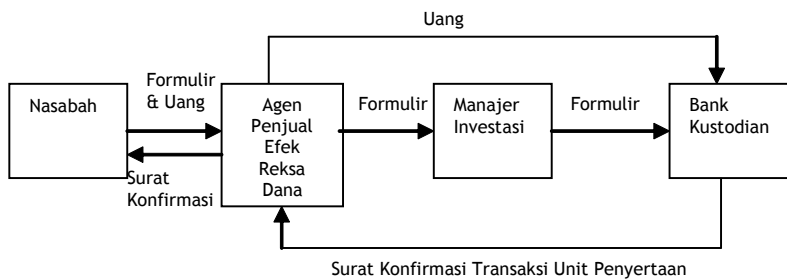 Uang
Nasabah
Formulir
& Uang
Surat
Konfirmasi
Agen
Penjual
Efek
Reksa
Dana
Formulir
Manajer
Investasi
Formulir
Bank
Kustodian
Surat Konfirmasi Transaksi Unit Penyertaan